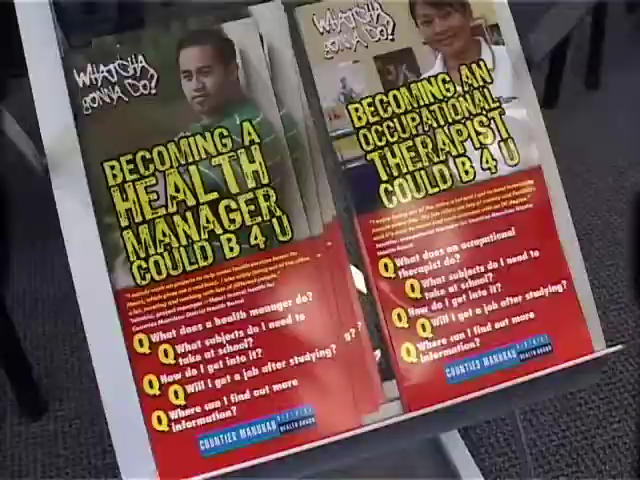 WHATCHA
GONNA DO?
BECOMING A
HEALTH
MANAGER
COULD B 4 U
Q What does a health manager do?
Q What subjects do I need to
take at school?
Q How do I get into it?
Q Will I get a job after studying?
Q Where can I find out more
information?
COUNTIES MANUKAU
DISTRICT
HEALTH BOARD
WHATCHA
GONNA DO?
BECOMING AN
OCCUPATIONAL
THERAPIST
COULD B 4 U
Q What does an occupational
therapist do?
Q What subjects do I need to
take at school?
Q How do I get into it?
Q Will I get a job after studying?
Q Where can I find out more
information?
COUNTIES MANUKAU
DISTRICT
HEALTH BOARD